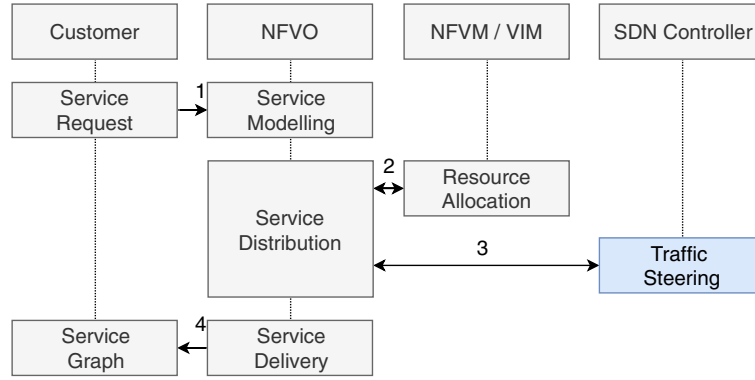 Customer
NFVO
NFVM / VIM
SDN Controller
Service
Request
1
Service
Modelling
Service
Distribution
2
Resource
Allocation
3
Traffic
Steering
Service
Graph
4
Service
Delivery